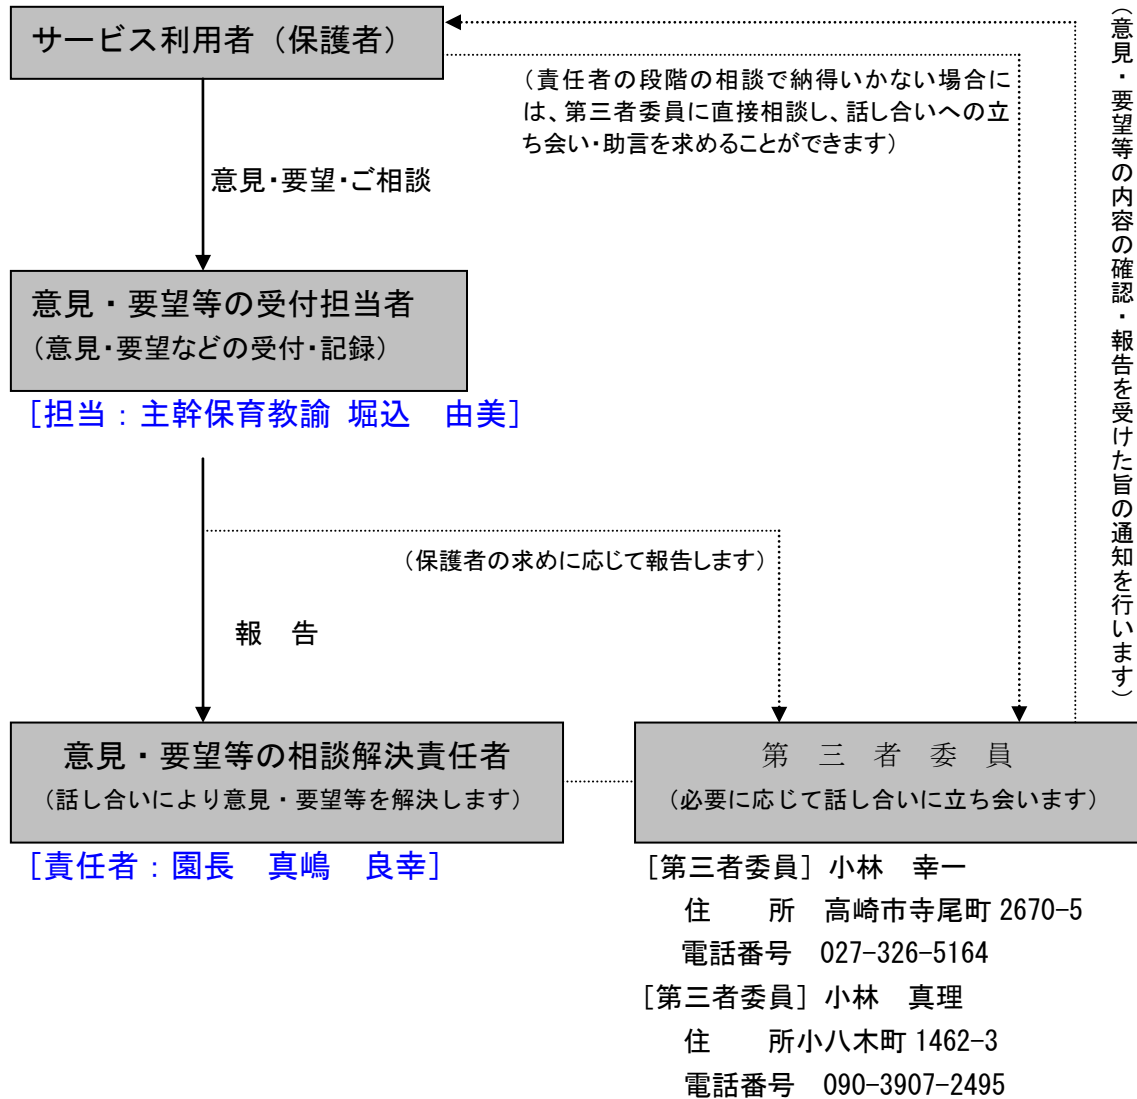 サービス利用者（保護者）
（責任者の段階の相談で納得いかない場合に
は、第三者委員に直接相談し、話し合いへの立
ち会い・助言を求めることができます）
（意見・要望等の内容の確認・報告を受けた旨の通知を行います）
意見・要望・ご相談
意見・要望等の受付担当者
（意見・要望などの受付・記録）
［担当：主幹保育教諭 堀込　由美］
（保護者の求めに応じて報告します）
報　告
意見・要望等の相談解決責任者
（話し合いにより意見・要望等を解決します）
［責任者：園長　真嶋　良幸］
第　三　者　委　員
（必要に応じて話し合いに立ち会います）
［第三者委員］小林　幸一
住　　所　高崎市寺尾町 2670-5
電話番号　027-326-5164
［第三者委員］小林　真理
住　　所小八木町 1462-3
電話番号　090-3907-2495